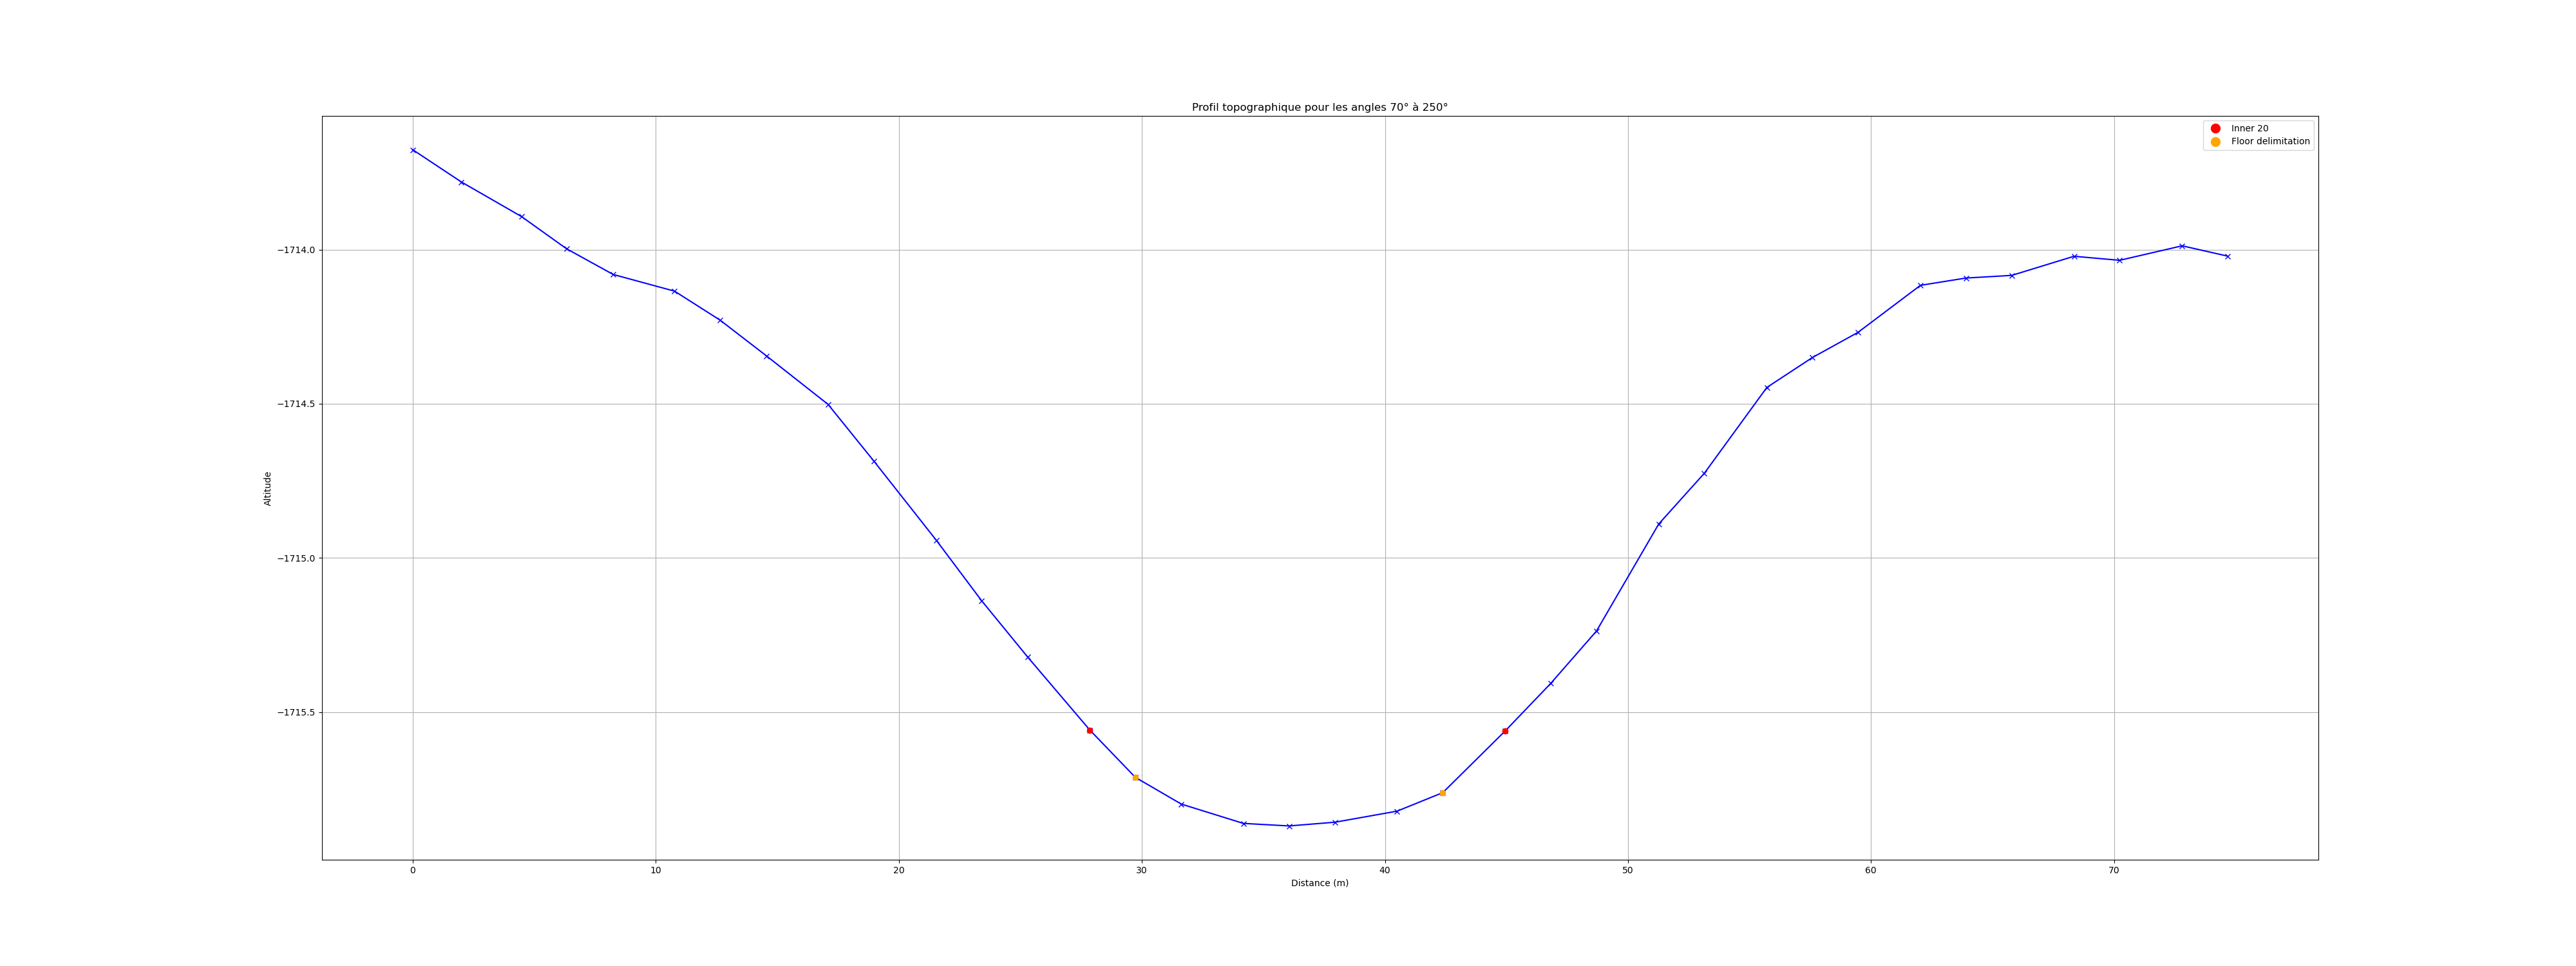 Profil topographique pour les angles 70° à 250°
Inner 20
Floor delimitation
−1714.0
−1714.5
−1715.0
−1715.5
Altitude
0 10 20 30 40 50 60 70
Distance (m)